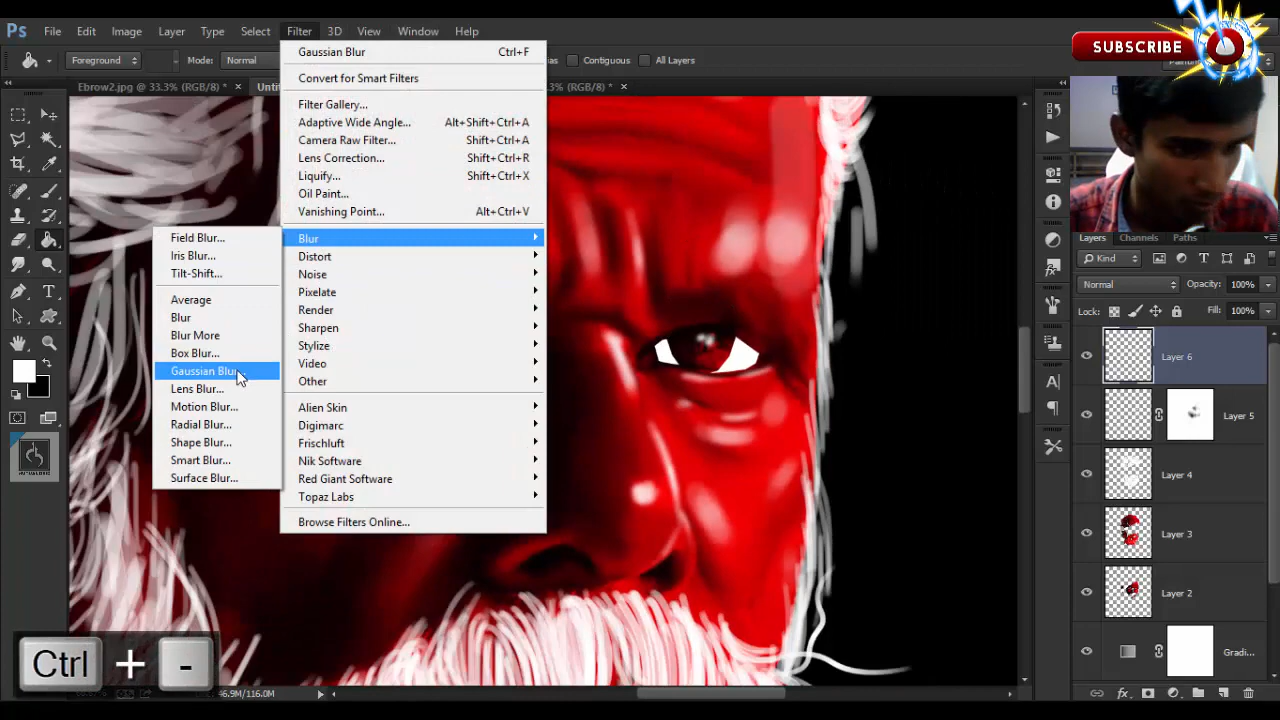 Ps File Edit Image Layer Type Select Filter 3D View Window Help
SUBSCRIBE
Foreground Mode: Normal Contiguous All Layers
Ebrow2.jpg @ 33.3% (RGB/8) * × .3% (RGB/8) * ×
Gaussian Blur Ctrl+F
Convert for Smart Filters
Filter Gallery...
Adaptive Wide Angle... Alt+Shift+Ctrl+A
Camera Raw Filter... Shift+Ctrl+A
Lens Correction... Shift+Ctrl+R
Liquify... Shift+Ctrl+X
Oil Paint...
Vanishing Point... Alt+Ctrl+V
Blur
Distort
Noise
Pixelate
Render
Sharpen
Stylize
Video
Other
Alien Skin
Digimarc
Frischluft
Nik Software
Red Giant Software
Topaz Labs
Browse Filters Online...
Field Blur...
Iris Blur...
Tilt-Shift...
Average
Blur
Blur More
Box Blur...
Gaussian Blur...
Lens Blur...
Motion Blur...
Radial Blur...
Shape Blur...
Smart Blur...
Surface Blur...
Layers Channels Paths
Kind
Normal Opacity: 100%
Lock: Fill: 100%
Layer 6
Layer 5
Layer 4
Layer 3
Layer 2
Gradi...
Ctrl + -
46.9M/116.0M